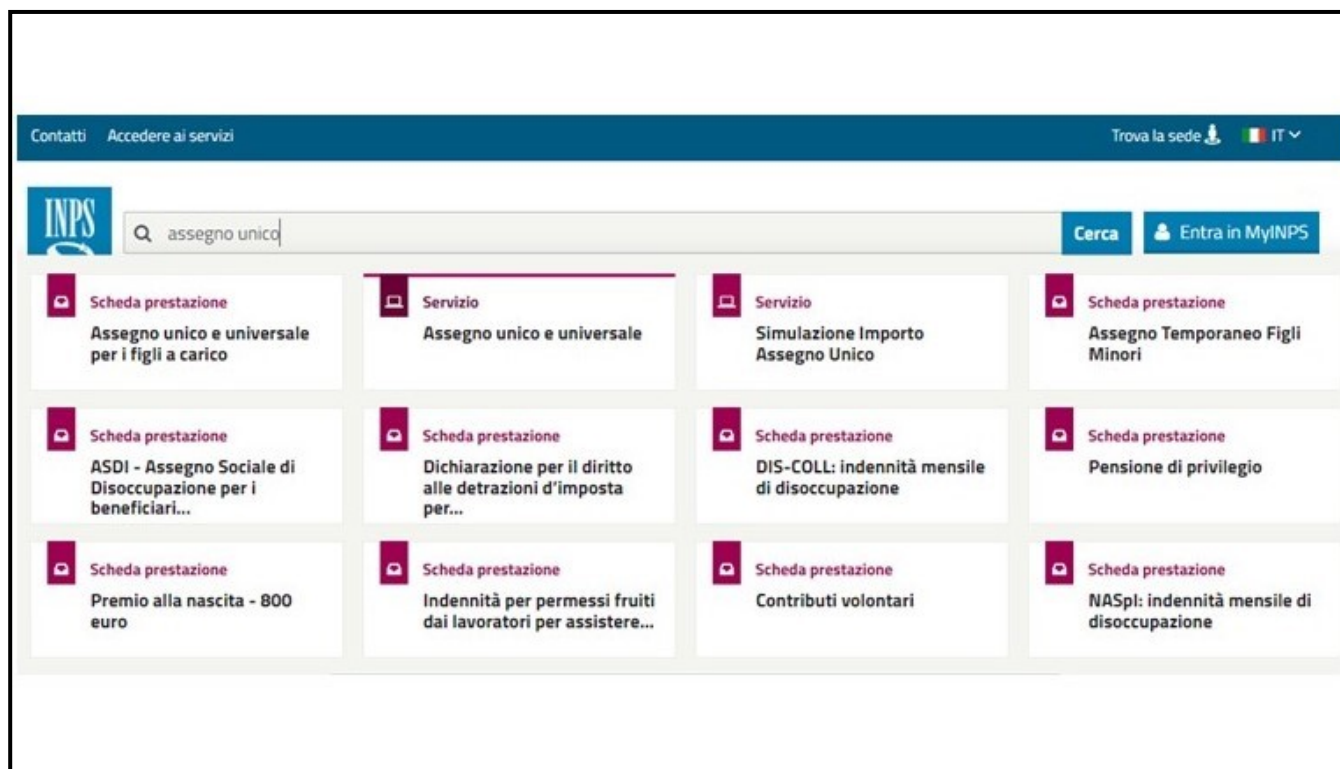 Contatti Accedere ai servizi Trova la sede IT
INPS
assegno unico Cerca Entra in MyINPS
Scheda prestazione
Assegno unico e universale
per i figli a carico
Servizio
Assegno unico e universale
Servizio
Simulazione Importo
Assegno Unico
Scheda prestazione
Assegno Temporaneo Figli
Minori
Scheda prestazione
ASDI - Assegno Sociale di
Disoccupazione per i
beneficiari...
Scheda prestazione
Dichiarazione per il diritto
alle detrazioni d'imposta
per...
Scheda prestazione
DIS-COLL: indennità mensile
di disoccupazione
Scheda prestazione
Pensione di privilegio
Scheda prestazione
Premio alla nascita - 800
euro
Scheda prestazione
Indennità per permessi fruiti
dai lavoratori per assistere...
Scheda prestazione
Contributi volontari
Scheda prestazione
NASpI: indennità mensile di
disoccupazione